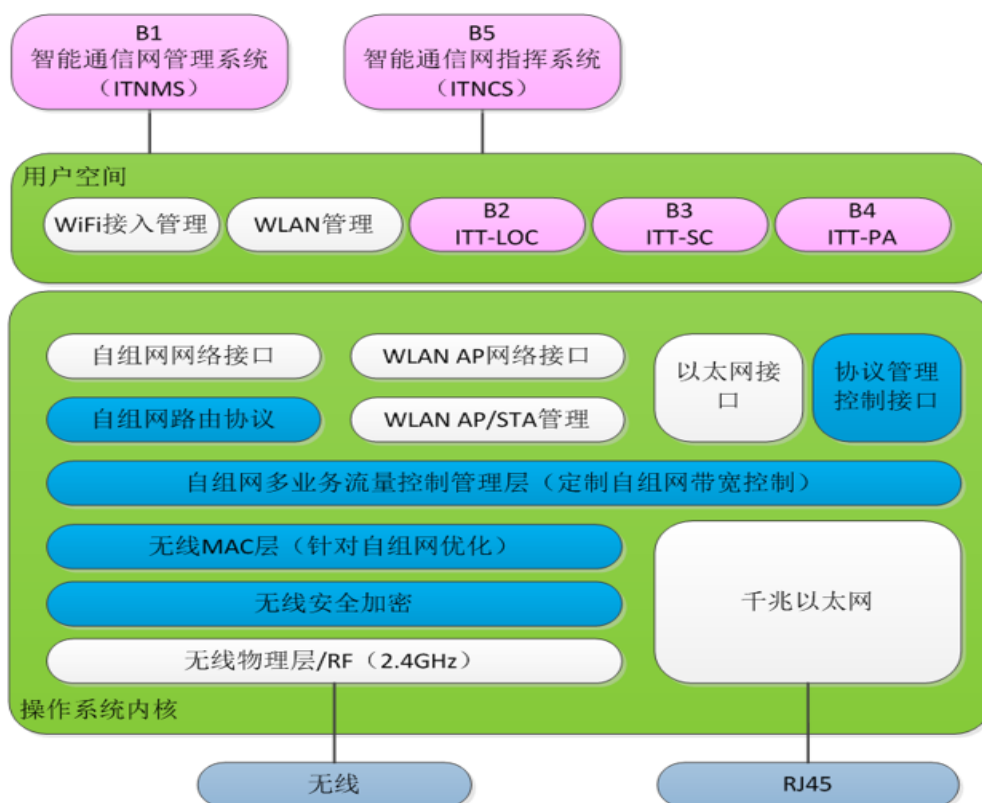 B1
智能通信网管理系统
（ITNMS）
B5
智能通信网指挥系统
（ITNCS）
用户空间
WiFi接入管理
WLAN管理
B2
ITT-LOC
B3
ITT-SC
B4
ITT-PA
自组网网络接口
WLAN AP网络接口
以太网接
口
协议管理
控制接口
自组网路由协议
WLAN AP/STA管理
自组网多业务流量控制管理层（定制自组网带宽控制）
无线MAC层（针对自组网优化）
千兆以太网
无线安全加密
无线物理层/RF（2.4GHz）
操作系统内核
无线
RJ45